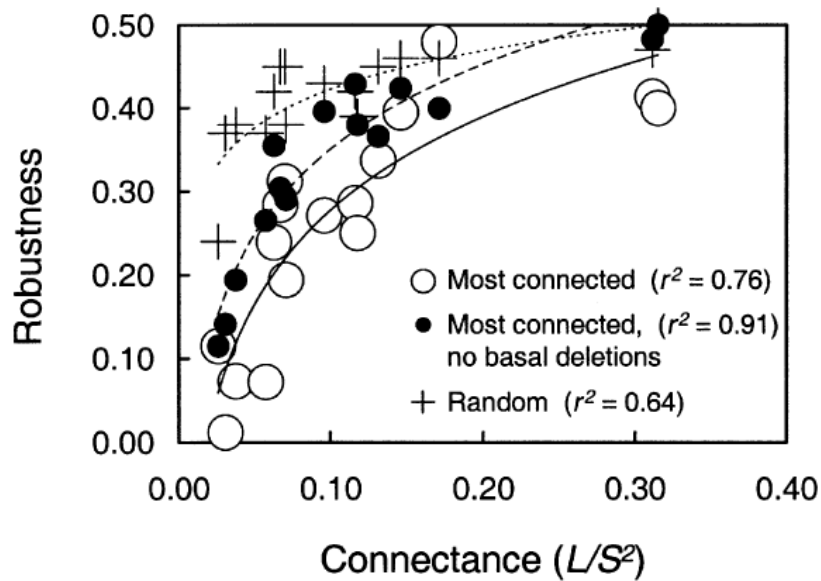 0.50
0.40
0.30
0.20
0.10
0.00
Robustness
Most connected (r² = 0.76)
Most connected, (r² = 0.91)
no basal deletions
Random (r² = 0.64)
0.00 0.10 0.20 0.30 0.40
Connectance (L/S²)